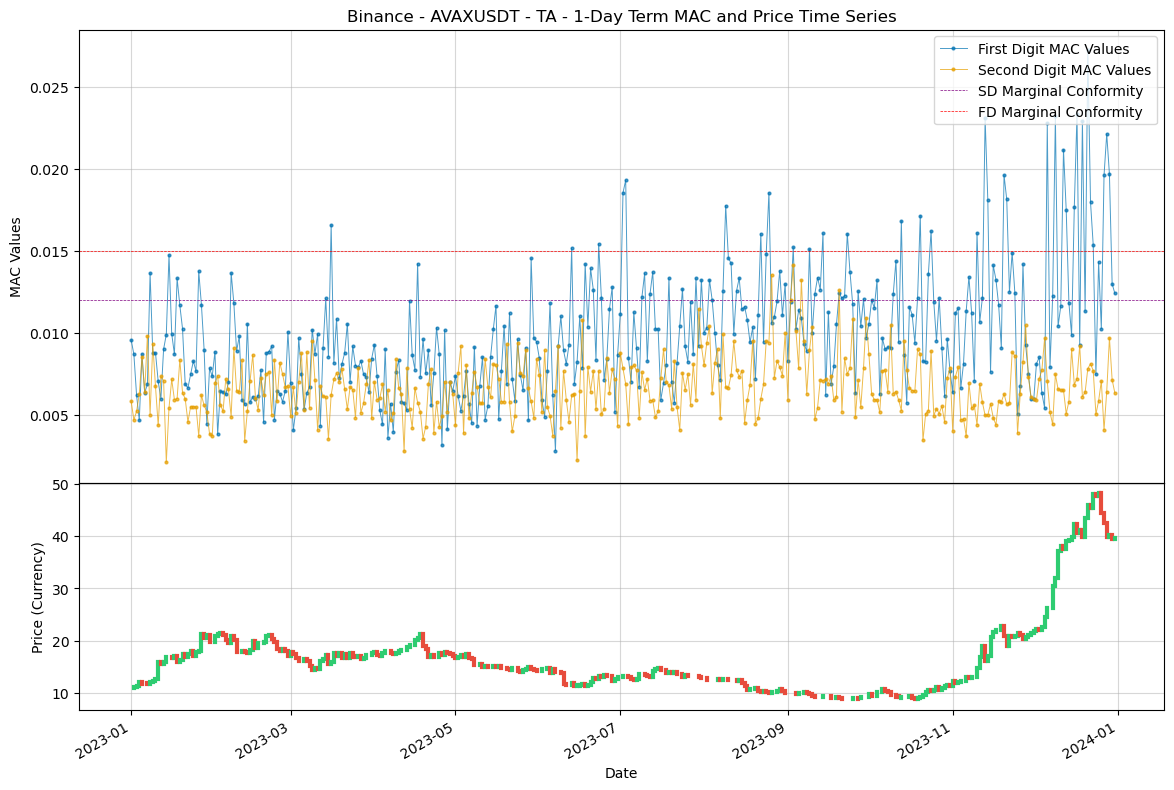 Binance - AVAXUSDT - TA - 1-Day Term MAC and Price Time Series
First Digit MAC Values
Second Digit MAC Values
SD Marginal Conformity
FD Marginal Conformity
MAC Values
0.025
0.020
0.015
0.010
0.005
Price (Currency)
50
40
30
20
10
2023-01
2023-03
2023-05
2023-07
2023-09
2023-11
2024-01
Date